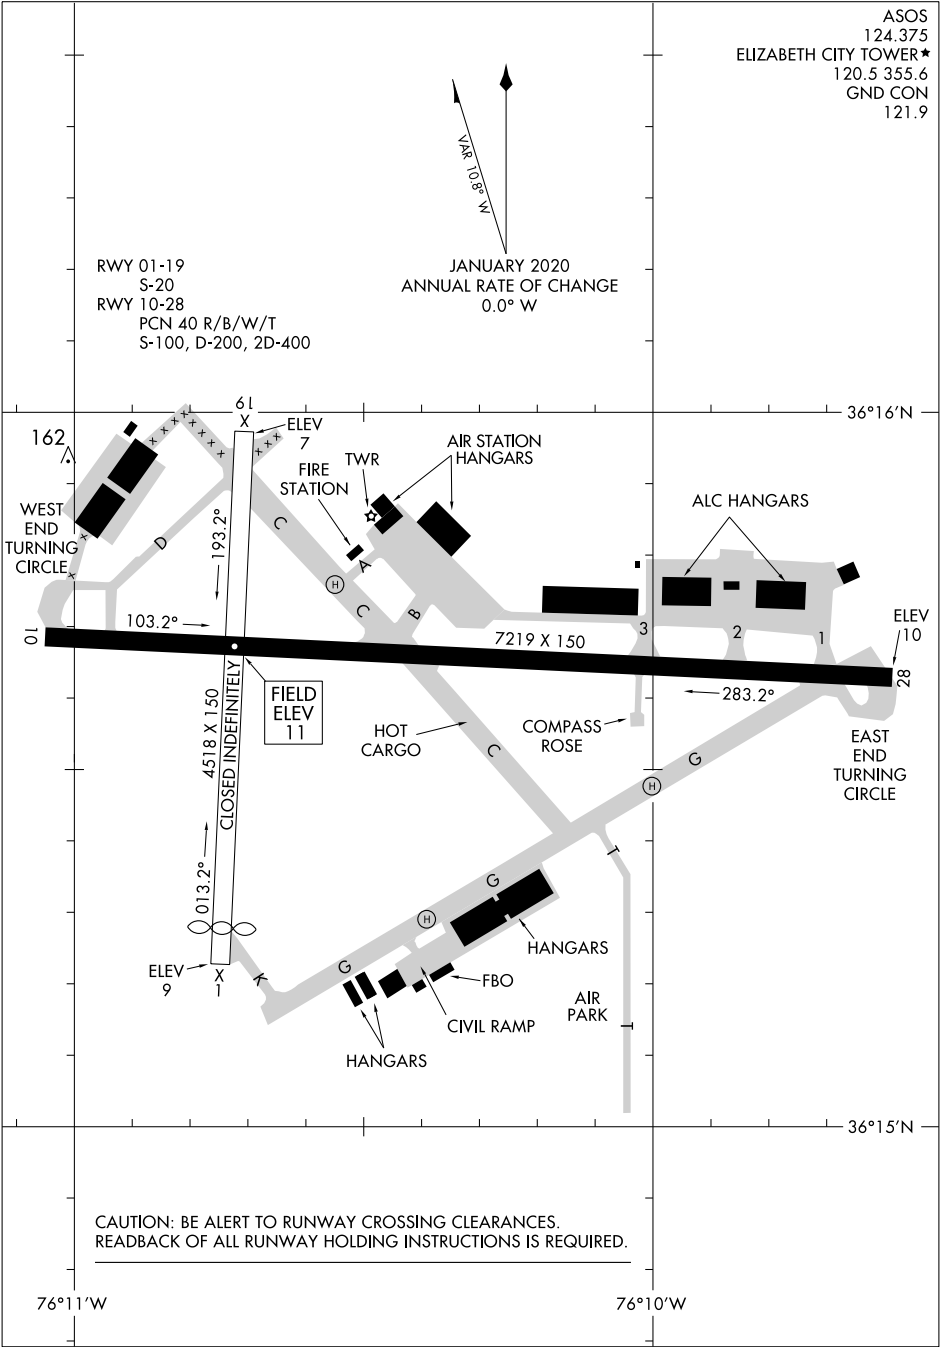 ASOS
124.375
ELIZABETH CITY TOWER★
120.5 355.6
GND CON
121.9
VAR 10.8° W
JANUARY 2020
ANNUAL RATE OF CHANGE
0.0° W
RWY 01-19
S-20
RWY 10-28
PCN 40 R/B/W/T
S-100, D-200, 2D-400
36°16'N
19
X
ELEV
7
162
AIR STATION
HANGARS
TWR
FIRE
STATION
ALC HANGARS
WEST
END
TURNING
CIRCLE
D
193.2°
C
H
A
C
B
10
103.2°
7219 X 150
3
2
1
ELEV
10
28
283.2°
FIELD
ELEV
11
4518 X 150
CLOSED INDEFINITELY
HOT
CARGO
C
COMPASS
ROSE
G
H
EAST
END
TURNING
CIRCLE
013.2°
T
G
H
HANGARS
ELEV
9
X
1
K
G
FBO
CIVIL RAMP
HANGARS
AIR
PARK
T
36°15'N
CAUTION: BE ALERT TO RUNWAY CROSSING CLEARANCES.
READBACK OF ALL RUNWAY HOLDING INSTRUCTIONS IS REQUIRED.
76°11'W
76°10'W